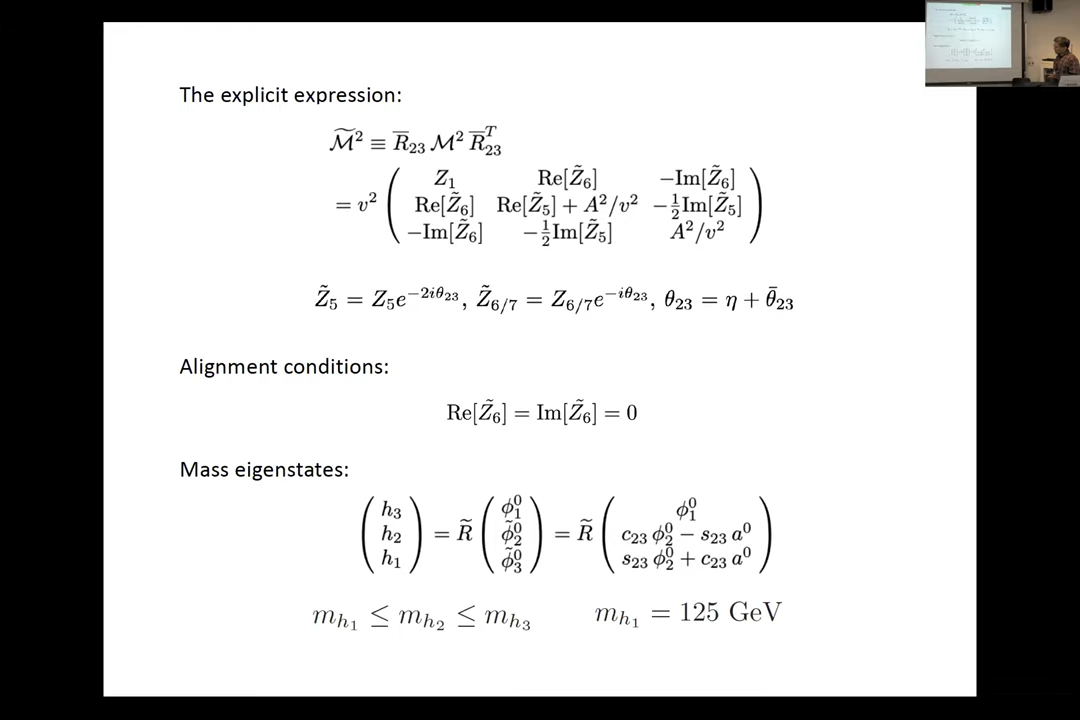 The explicit expression:
\widetilde{\mathcal{M}}^2 \equiv \overline{R}_{23} \mathcal{M}^2 \overline{R}_{23}^T
= v^2 \begin{pmatrix} Z_1 & \mathrm{Re}[\tilde{Z}_6] & -\mathrm{Im}[\tilde{Z}_6] \\ \mathrm{Re}[\tilde{Z}_6] & \mathrm{Re}[\tilde{Z}_5] + A^2/v^2 & -\frac{1}{2}\mathrm{Im}[\tilde{Z}_5] \\ -\mathrm{Im}[\tilde{Z}_6] & -\frac{1}{2}\mathrm{Im}[\tilde{Z}_5] & A^2/v^2 \end{pmatrix}
\tilde{Z}_5 = Z_5 e^{-2i\theta_{23}}, \tilde{Z}_{6/7} = Z_{6/7} e^{-i\theta_{23}}, \theta_{23} = \eta + \bar{\theta}_{23}
Alignment conditions:
\mathrm{Re}[\tilde{Z}_6] = \mathrm{Im}[\tilde{Z}_6] = 0
Mass eigenstates:
\begin{pmatrix} h_3 \\ h_2 \\ h_1 \end{pmatrix} = \widetilde{R} \begin{pmatrix} \phi_1^0 \\ \tilde{\phi}_2^0 \\ \tilde{\phi}_3^0 \end{pmatrix} = \widetilde{R} \begin{pmatrix} \phi_1^0 \\ c_{23} \phi_2^0 - s_{23} a^0 \\ s_{23} \phi_2^0 + c_{23} a^0 \end{pmatrix}
m_{h_1} \leq m_{h_2} \leq m_{h_3} m_{h_1} = 125 GeV